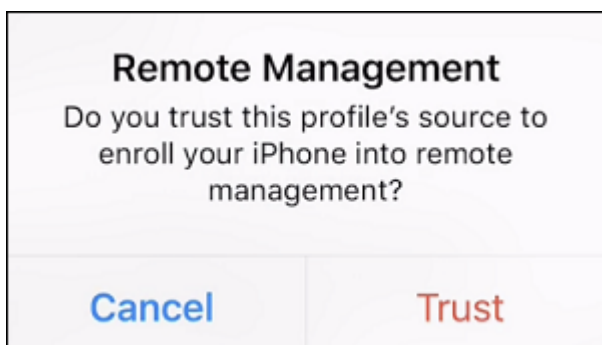 Remote Management
Do you trust this profile’s source to
enroll your iPhone into remote
management?
Cancel
Trust